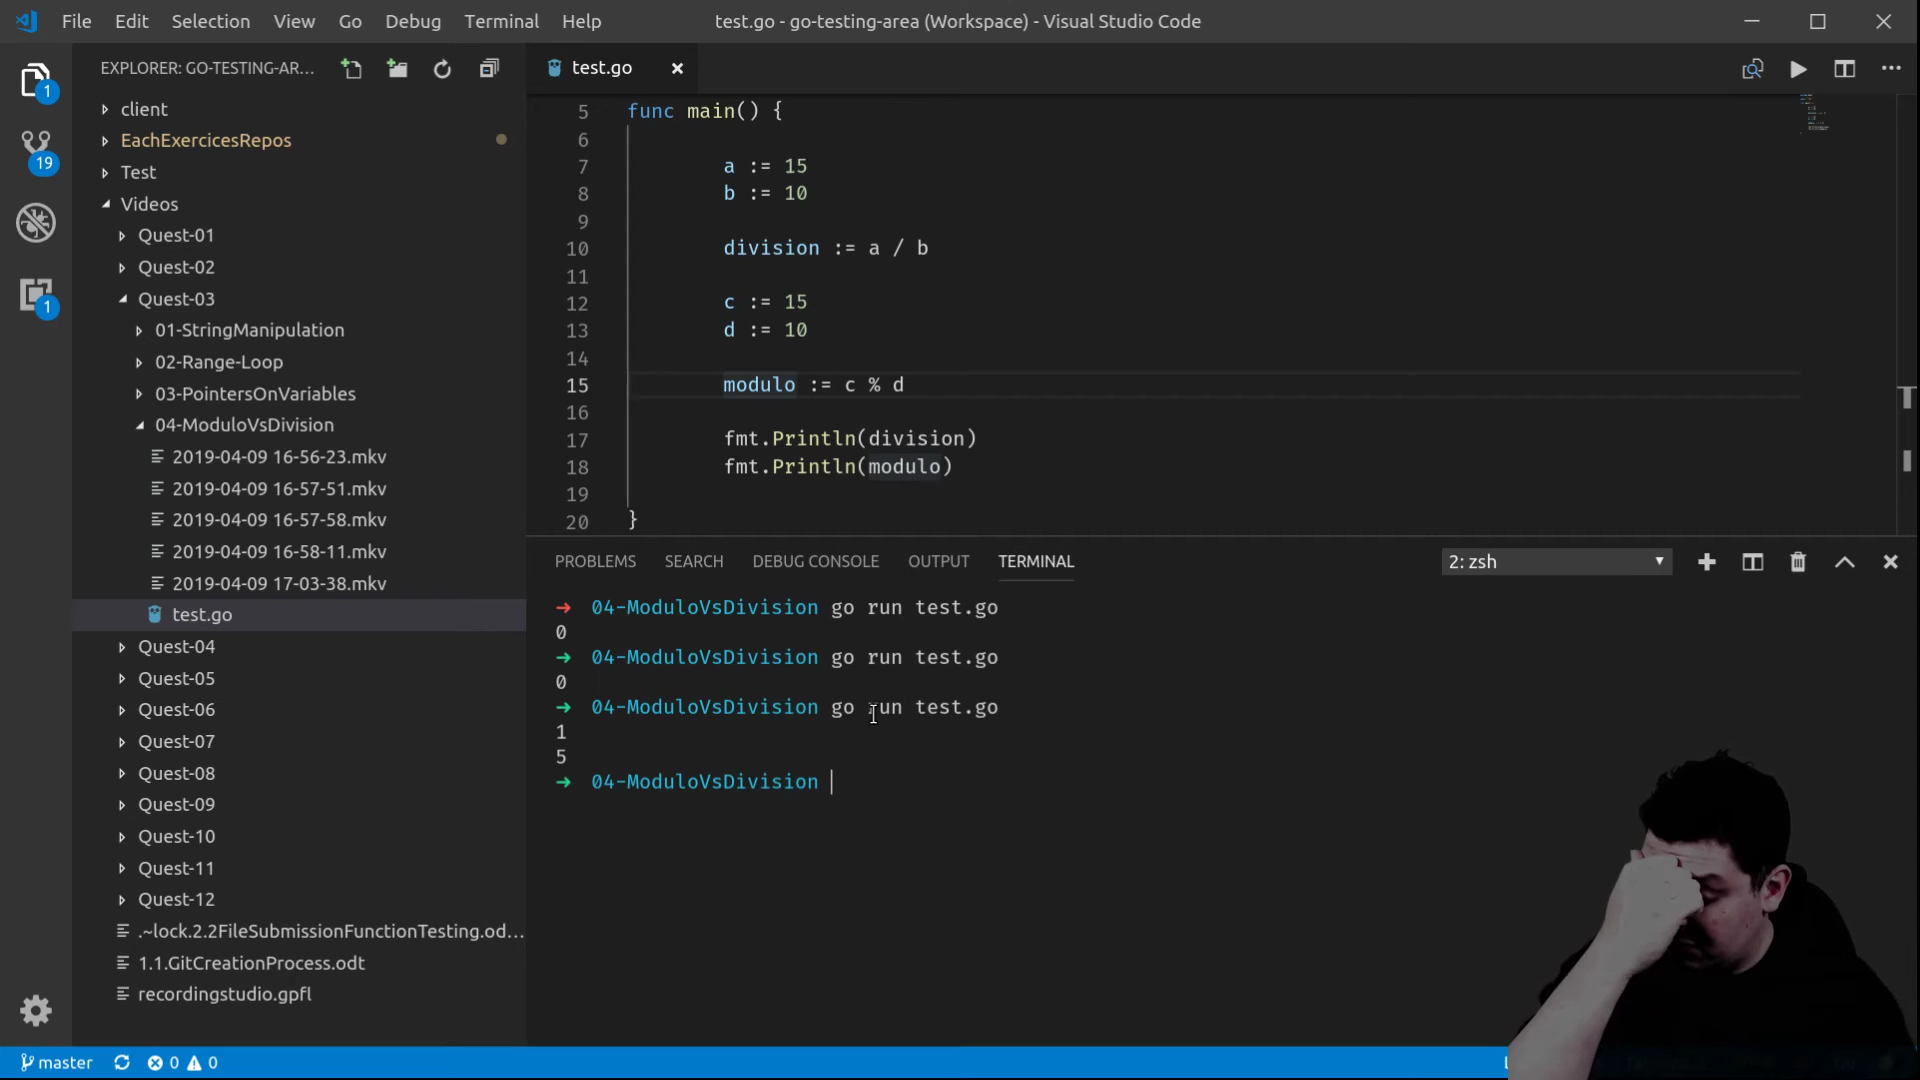 File Edit Selection View Go Debug Terminal Help
test.go - go-testing-area (Workspace) - Visual Studio Code
EXPLORER: GO-TESTING-AR...
1
19
1
client
EachExercicesRepos
Test
Videos
Quest-01
Quest-02
Quest-03
01-StringManipulation
02-Range-Loop
03-PointersOnVariables
04-ModuloVsDivision
2019-04-09 16-56-23.mkv
2019-04-09 16-57-51.mkv
2019-04-09 16-57-58.mkv
2019-04-09 16-58-11.mkv
2019-04-09 17-03-38.mkv
test.go
Quest-04
Quest-05
Quest-06
Quest-07
Quest-08
Quest-09
Quest-10
Quest-11
Quest-12
.~lock.2.2FileSubmissionFunctionTesting.od...
1.1.GitCreationProcess.odt
recordingstudio.gpfl
test.go
5 func main() {
6
7 a := 15
8 b := 10
9
10 division := a / b
11
12 c := 15
13 d := 10
14
15 modulo := c % d
16
17 fmt.Println(division)
18 fmt.Println(modulo)
19
20 }
PROBLEMS SEARCH DEBUG CONSOLE OUTPUT TERMINAL 2: zsh
➜ 04-ModuloVsDivision go run test.go
0
➜ 04-ModuloVsDivision go run test.go
0
➜ 04-ModuloVsDivision go run test.go
1
5
➜ 04-ModuloVsDivision
master 0 0